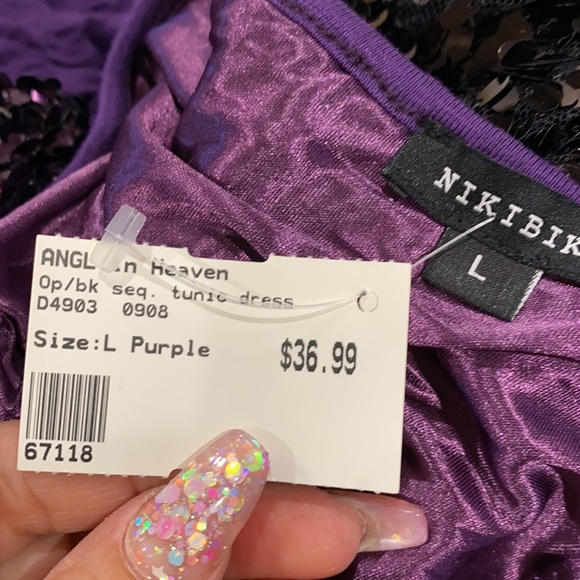 ANGL in Heaven
Op/bk seq. tunic dress
D4903 0908
Size:L Purple
$36.99
67118
NIKIBIK
L